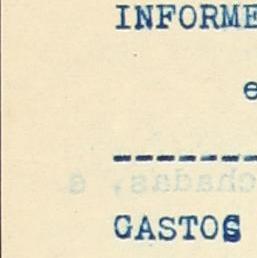 INFORME
e
----------
GASTOS